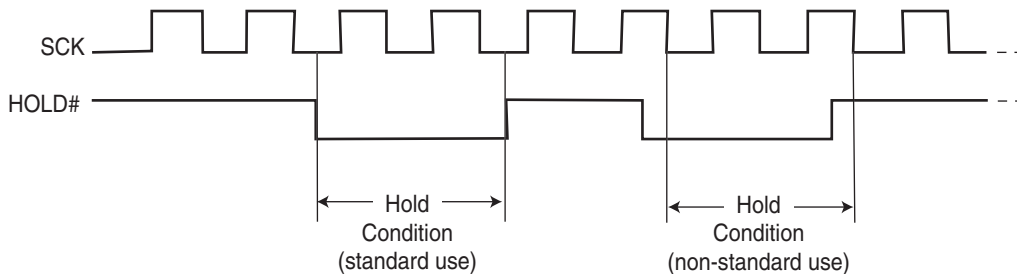 SCK
HOLD#
Hold
Condition
(standard use)
Hold
Condition
(non-standard use)